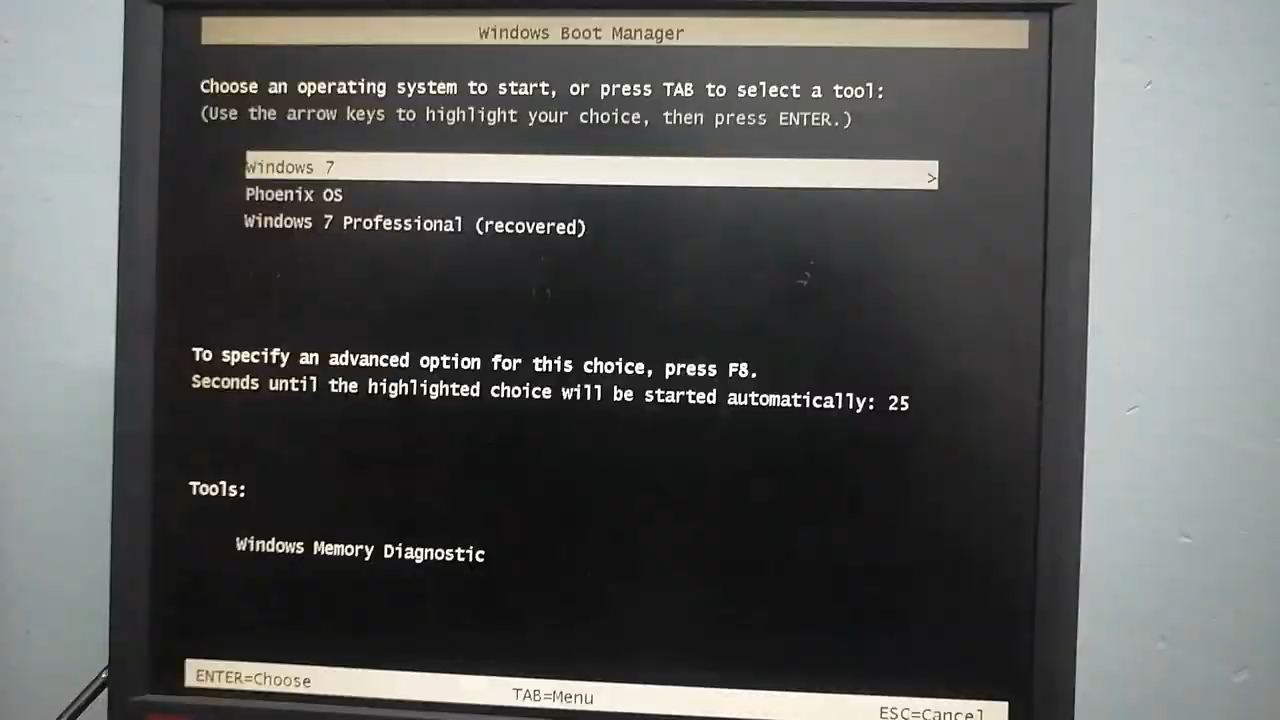 Windows Boot Manager
Choose an operating system to start, or press TAB to select a tool:
(Use the arrow keys to highlight your choice, then press ENTER.)
Windows 7 >
Phoenix OS
Windows 7 Professional (recovered)
To specify an advanced option for this choice, press F8.
Seconds until the highlighted choice will be started automatically: 25
Tools:
Windows Memory Diagnostic
ENTER=Choose TAB=Menu ESC=Cancel